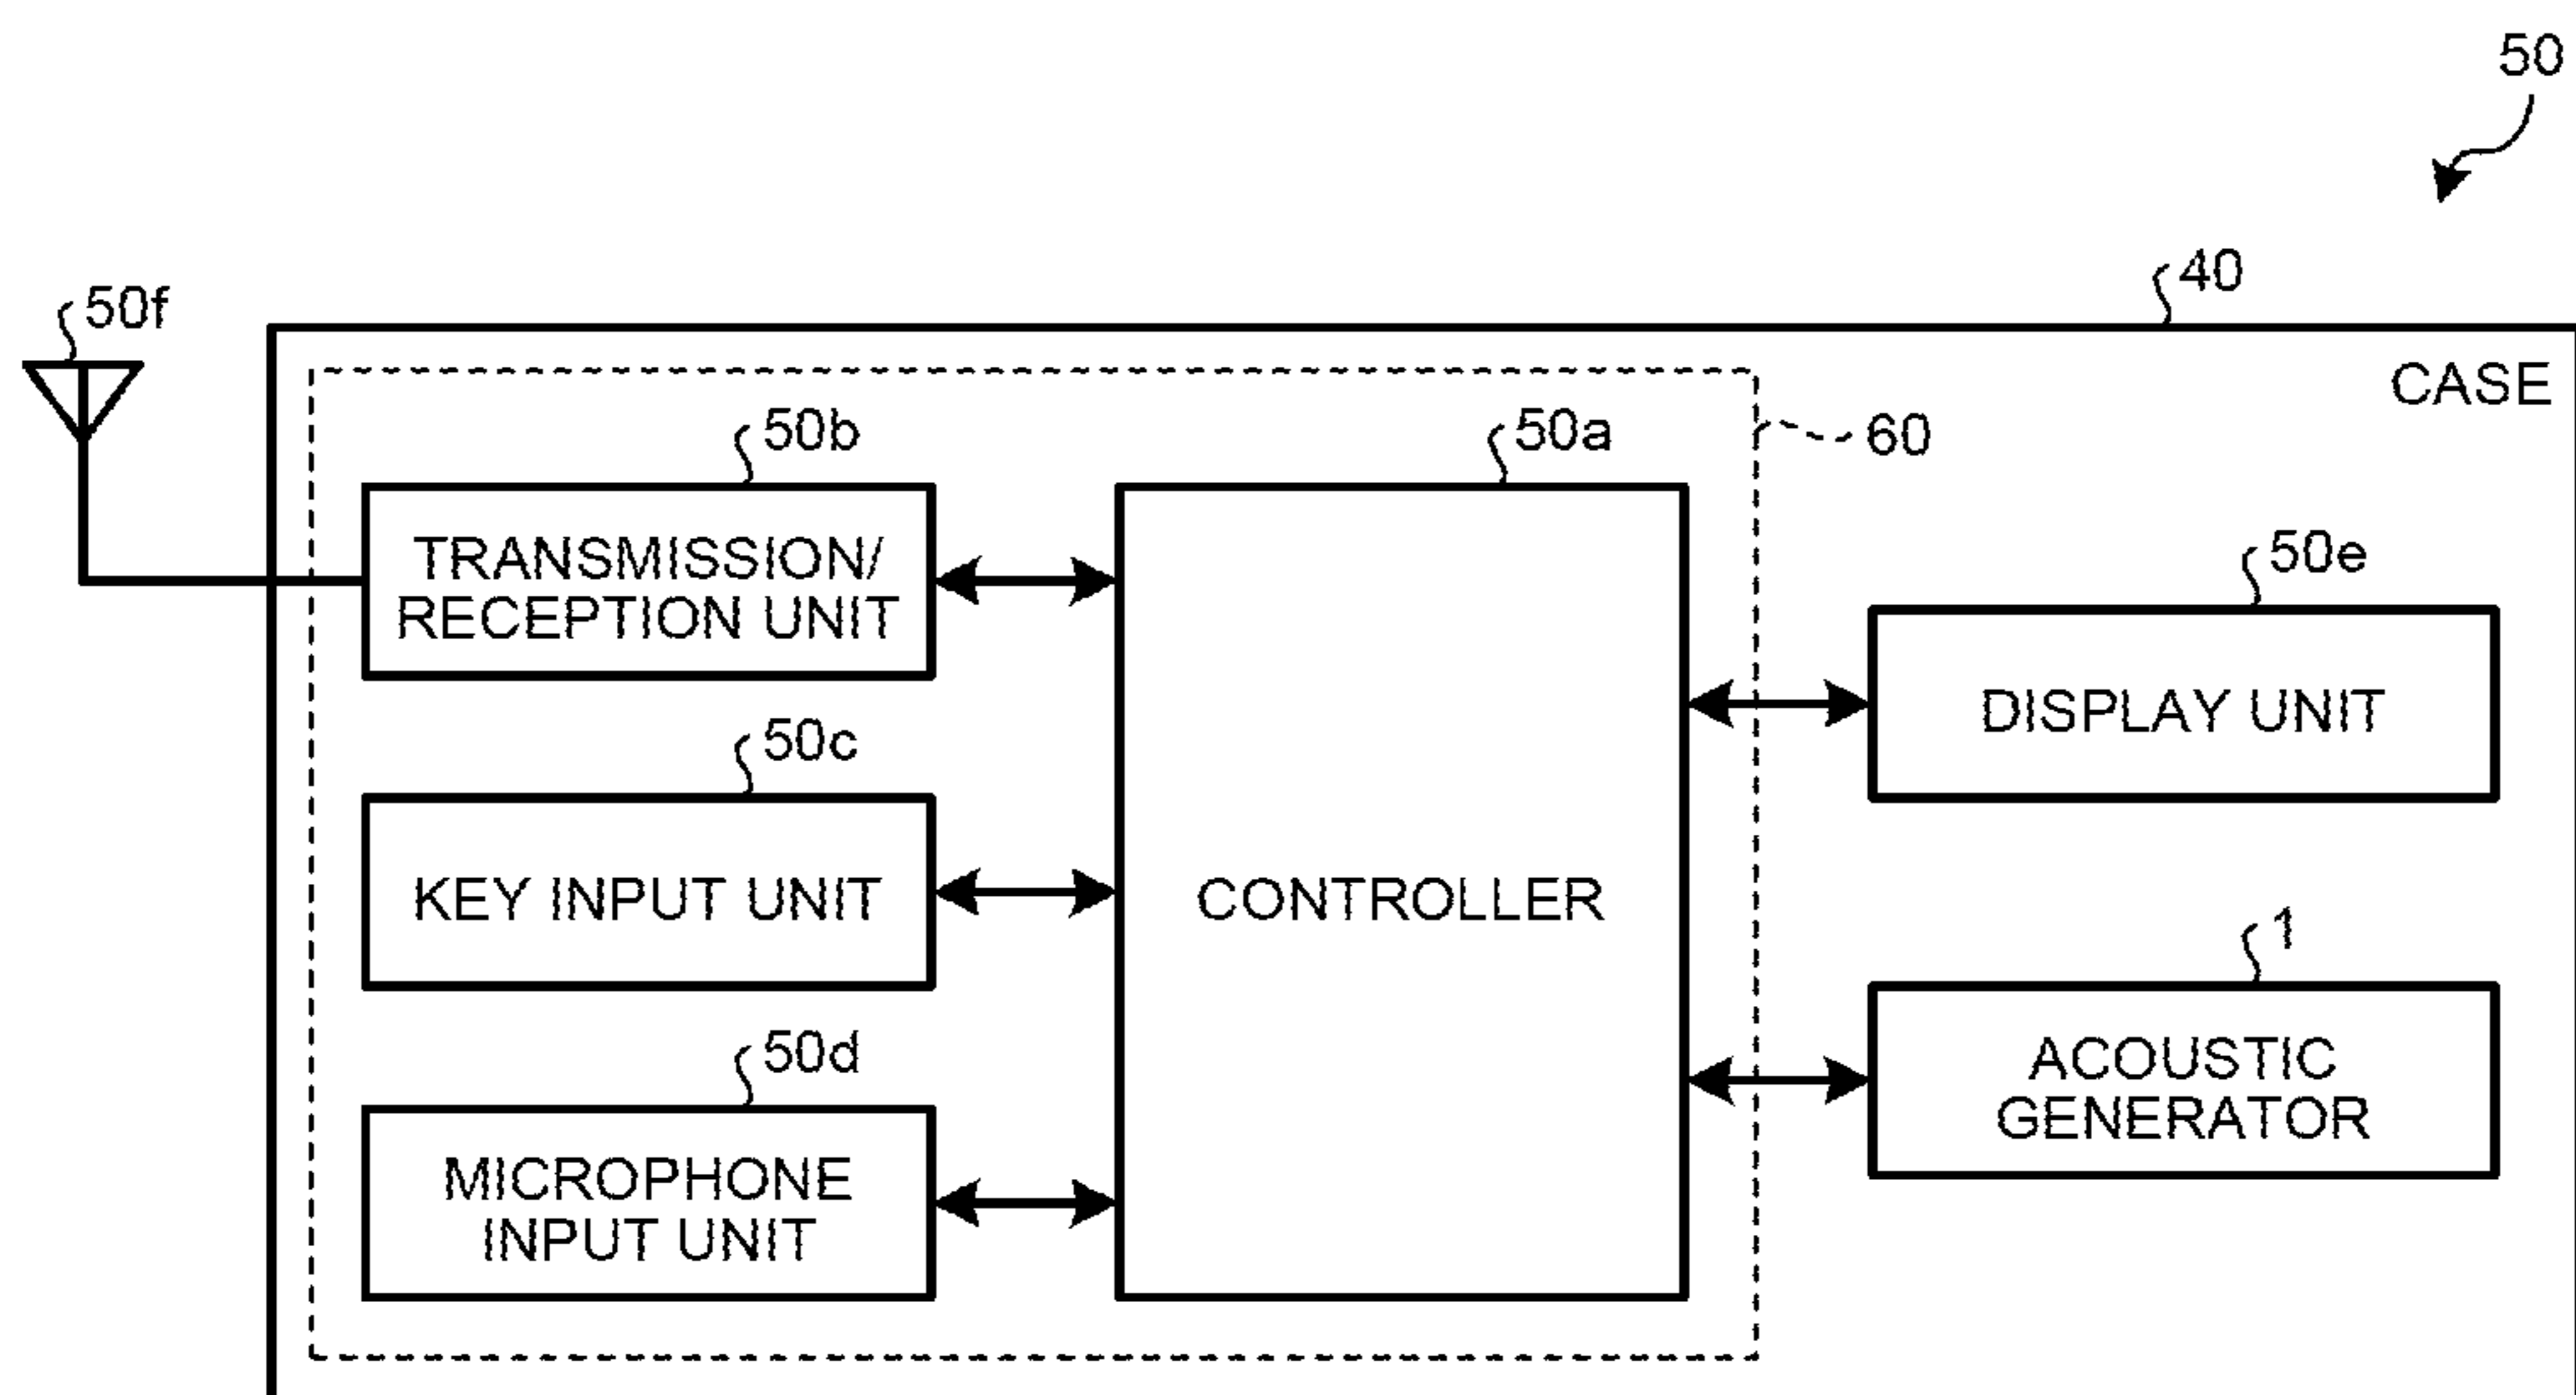 50
40
50f
CASE
50b
50a
60
TRANSMISSION/
RECEPTION UNIT
50e
DISPLAY UNIT
50c
KEY INPUT UNIT
CONTROLLER
1
ACOUSTIC
GENERATOR
50d
MICROPHONE
INPUT UNIT